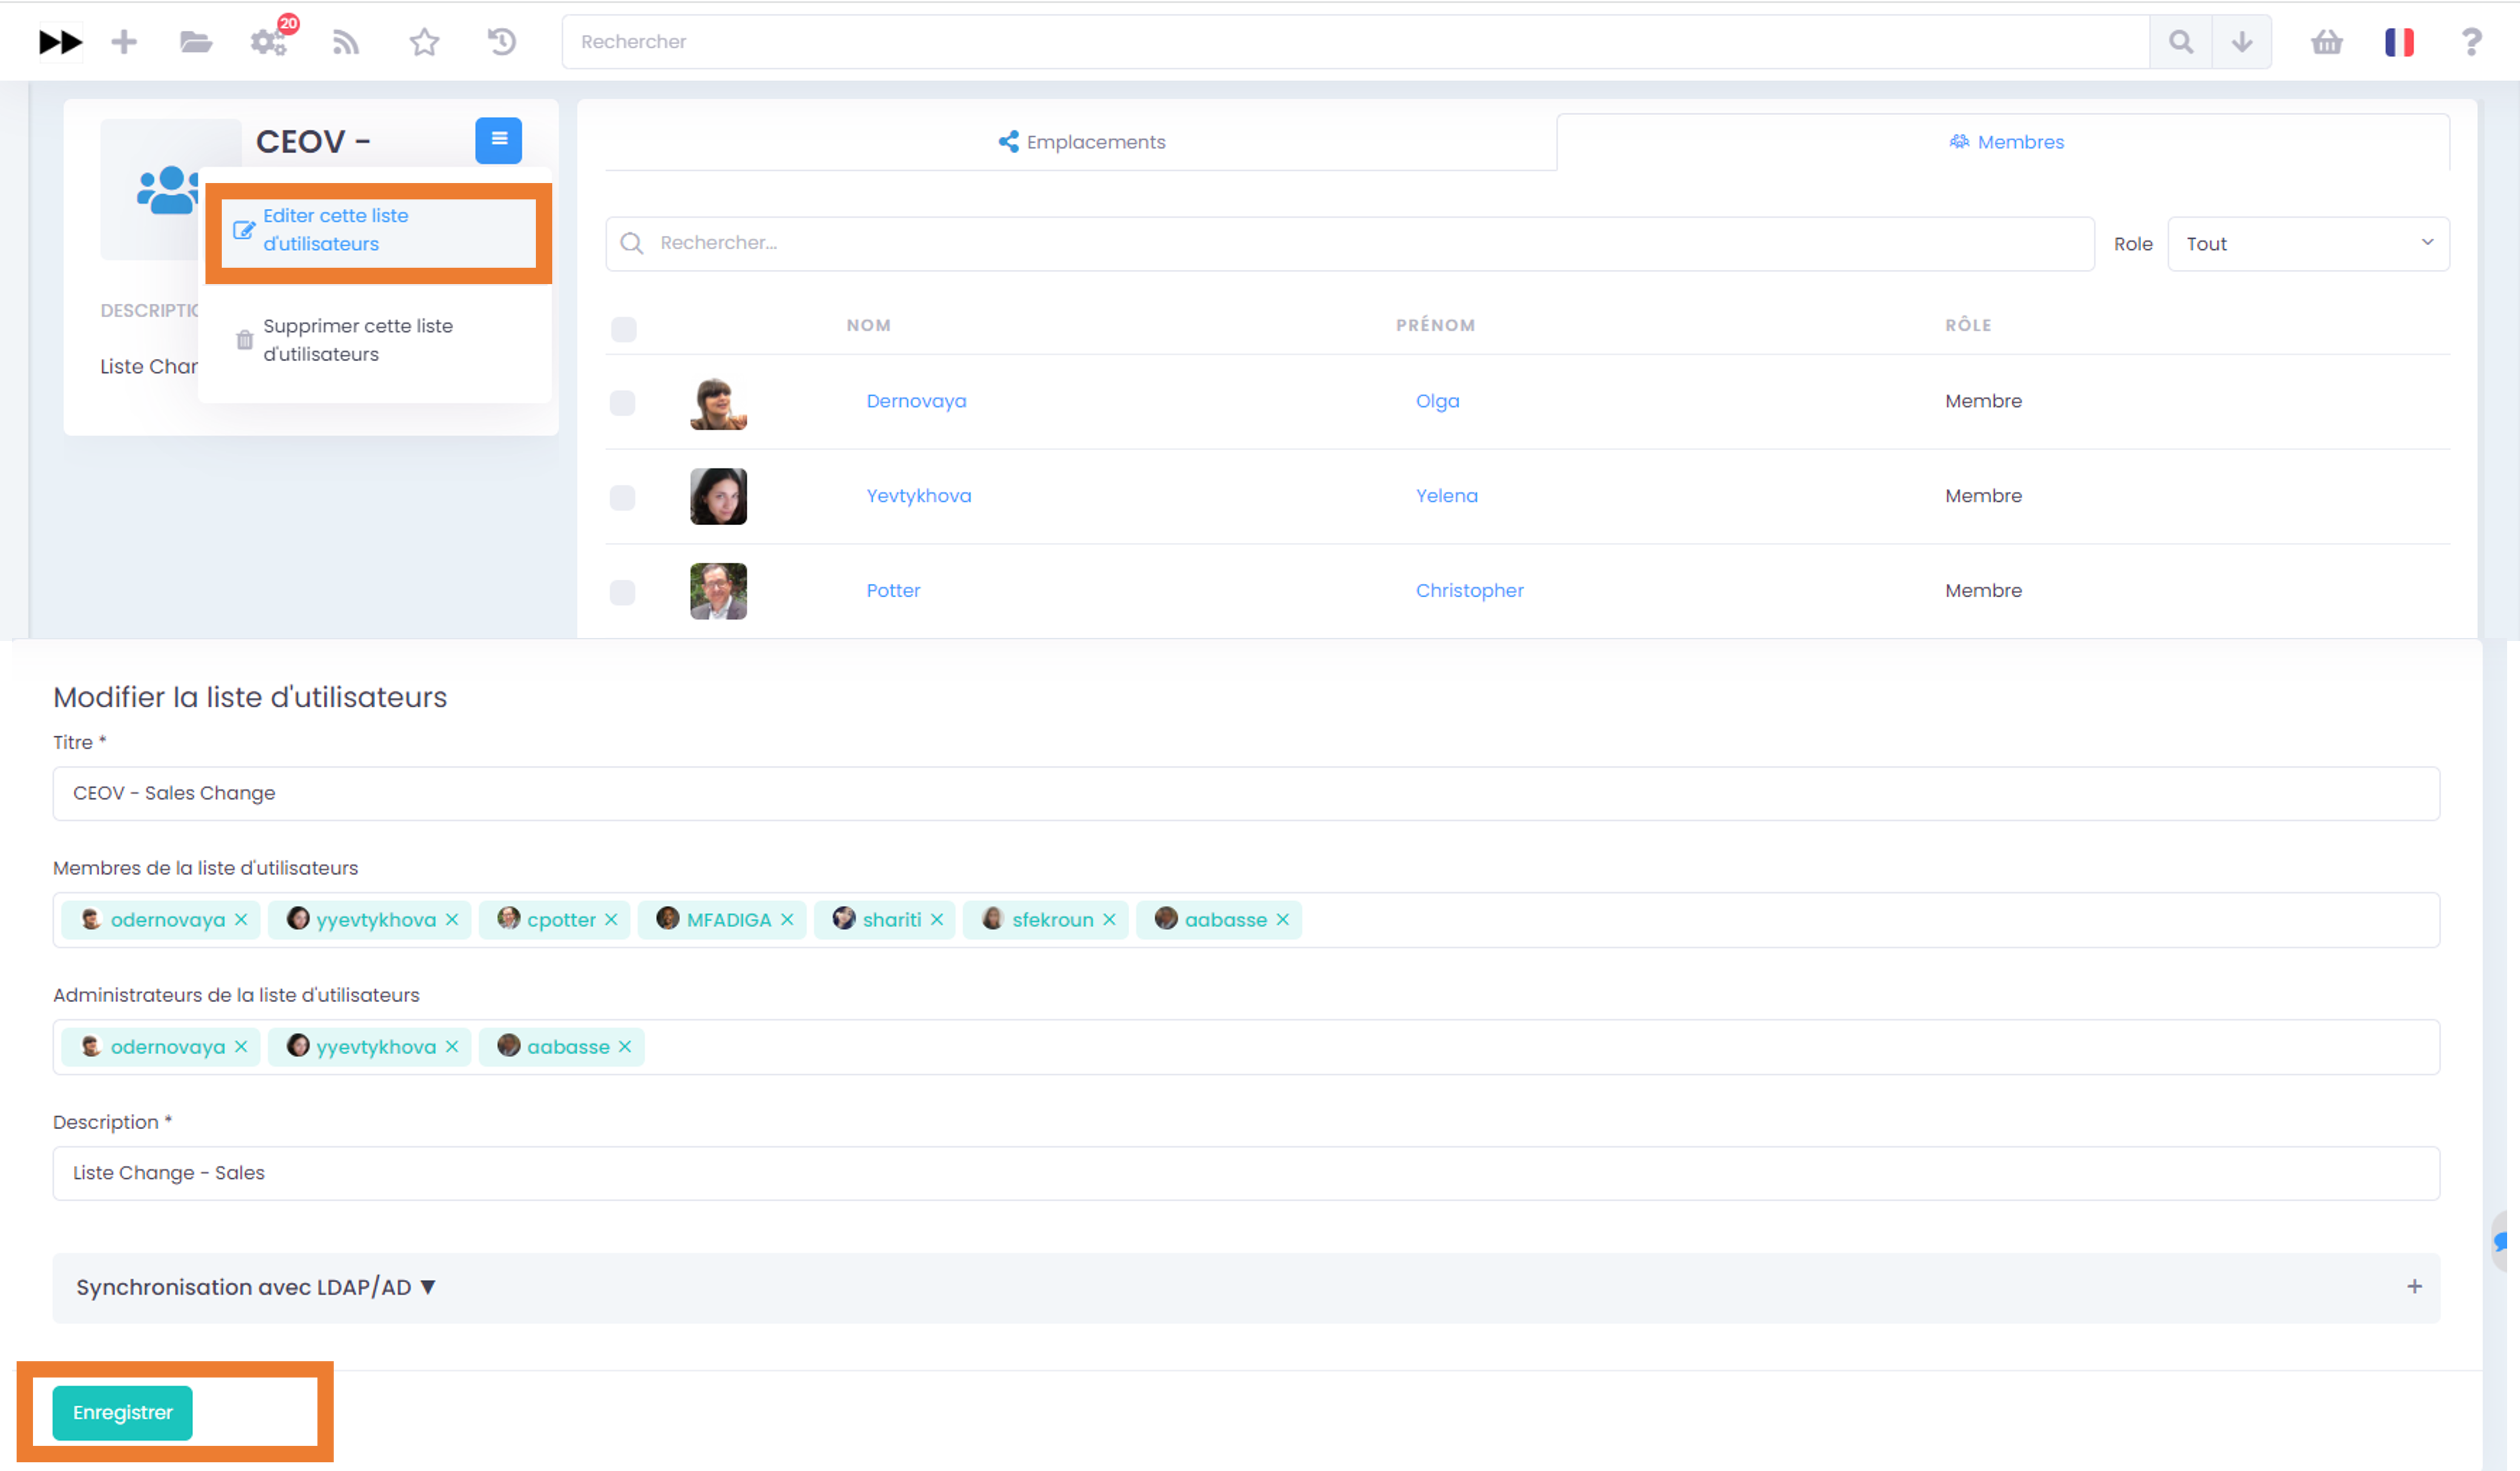 20
Rechercher
?
CEOV -
Editer cette liste
d'utilisateurs
DESCRIPTIO
Supprimer cette liste
d'utilisateurs
Liste Char
Emplacements
Membres
Rechercher...
Role
Tout
NOM
PRÉNOM
RÔLE
Dernovaya
Olga
Membre
Yevtykhova
Yelena
Membre
Potter
Christopher
Membre
Modifier la liste d'utilisateurs
Titre *
CEOV - Sales Change
Membres de la liste d'utilisateurs
odernovaya × yyevtykhova × cpotter × MFADIGA × shariti × sfekroun × aabasse ×
Administrateurs de la liste d'utilisateurs
odernovaya × yyevtykhova × aabasse ×
Description *
Liste Change - Sales
Synchronisation avec LDAP/AD ▼
+
Enregistrer